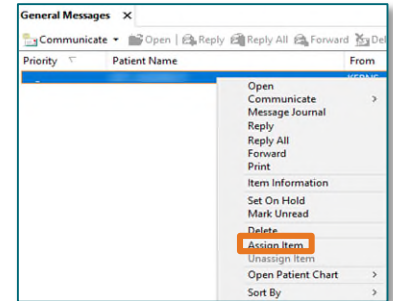 General Messages ×
Communicate Open | Reply Reply All Forward Del
Priority Patient Name From
Open
Communicate >
Message Journal
Reply
Reply All
Forward
Print
Item Information
Set On Hold
Mark Unread
Delete
Assign Item
Unassign Item
Open Patient Chart >
Sort By >